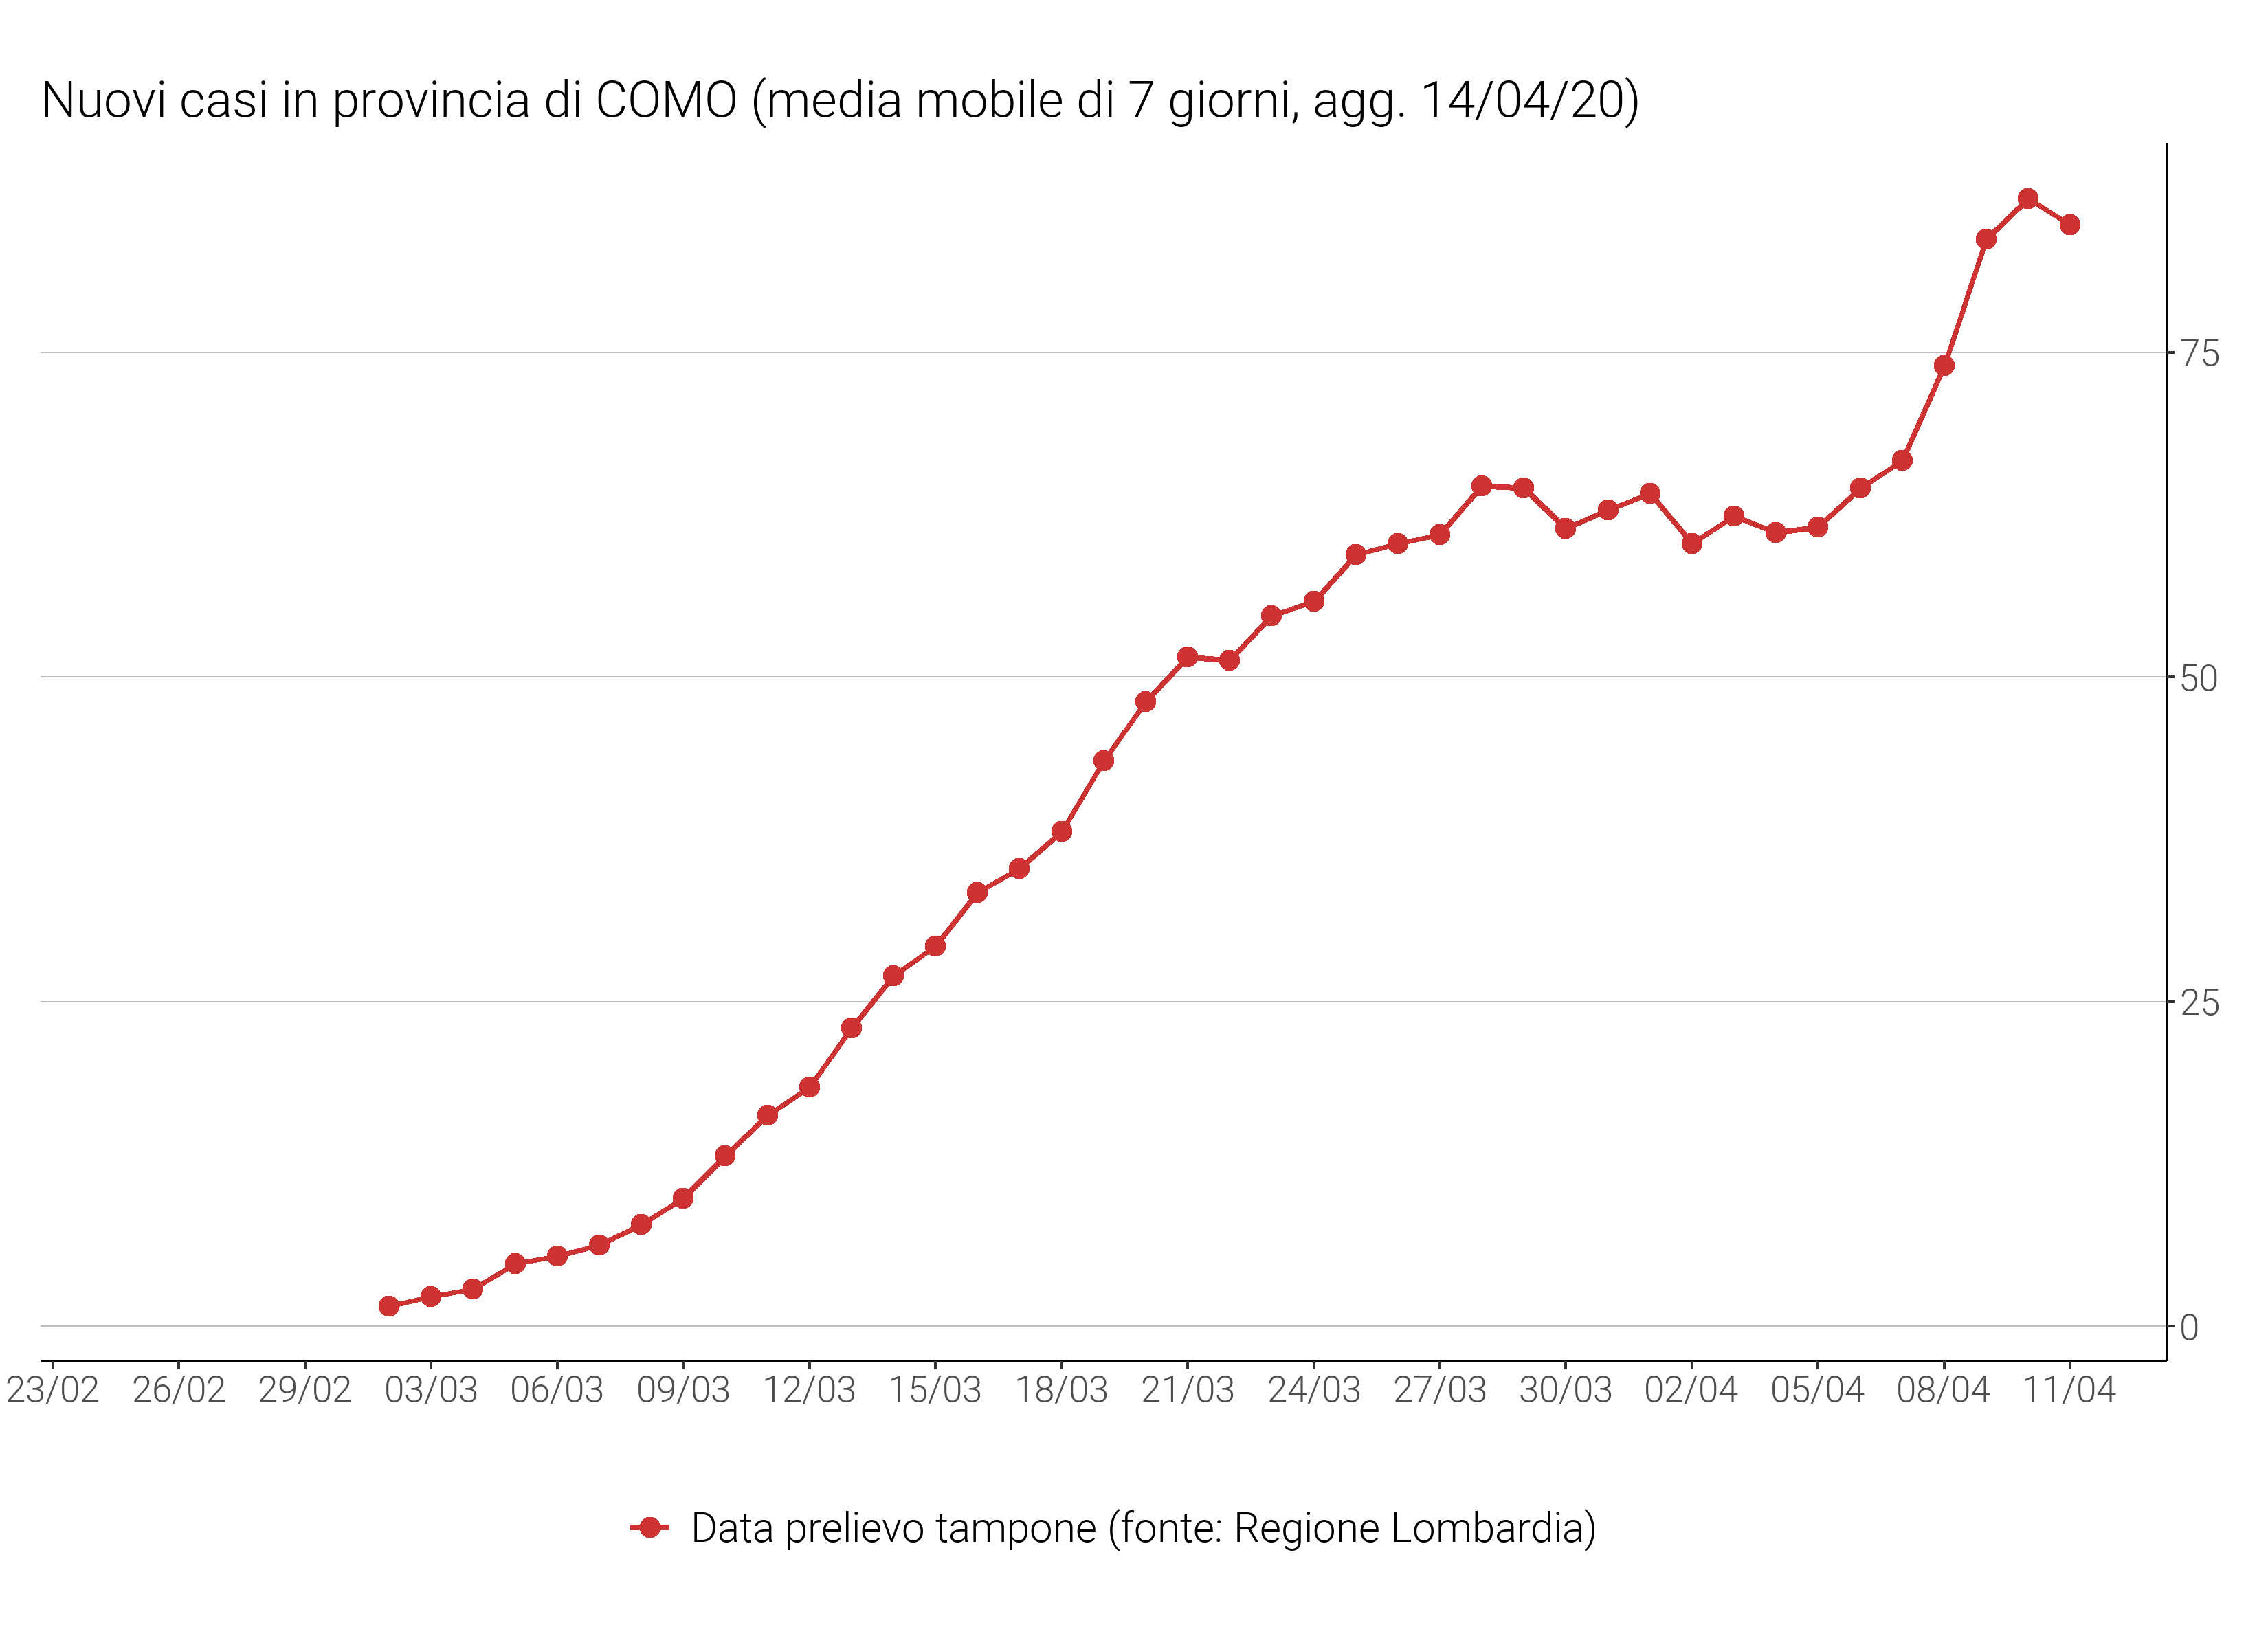 Nuovi casi in provincia di COMO (media mobile di 7 giorni, agg. 14/04/20)
75
50
25
0
23/02 26/02 29/02 03/03 06/03 09/03 12/03 15/03 18/03 21/03 24/03 27/03 30/03 02/04 05/04 08/04 11/04
Data prelievo tampone (fonte: Regione Lombardia)